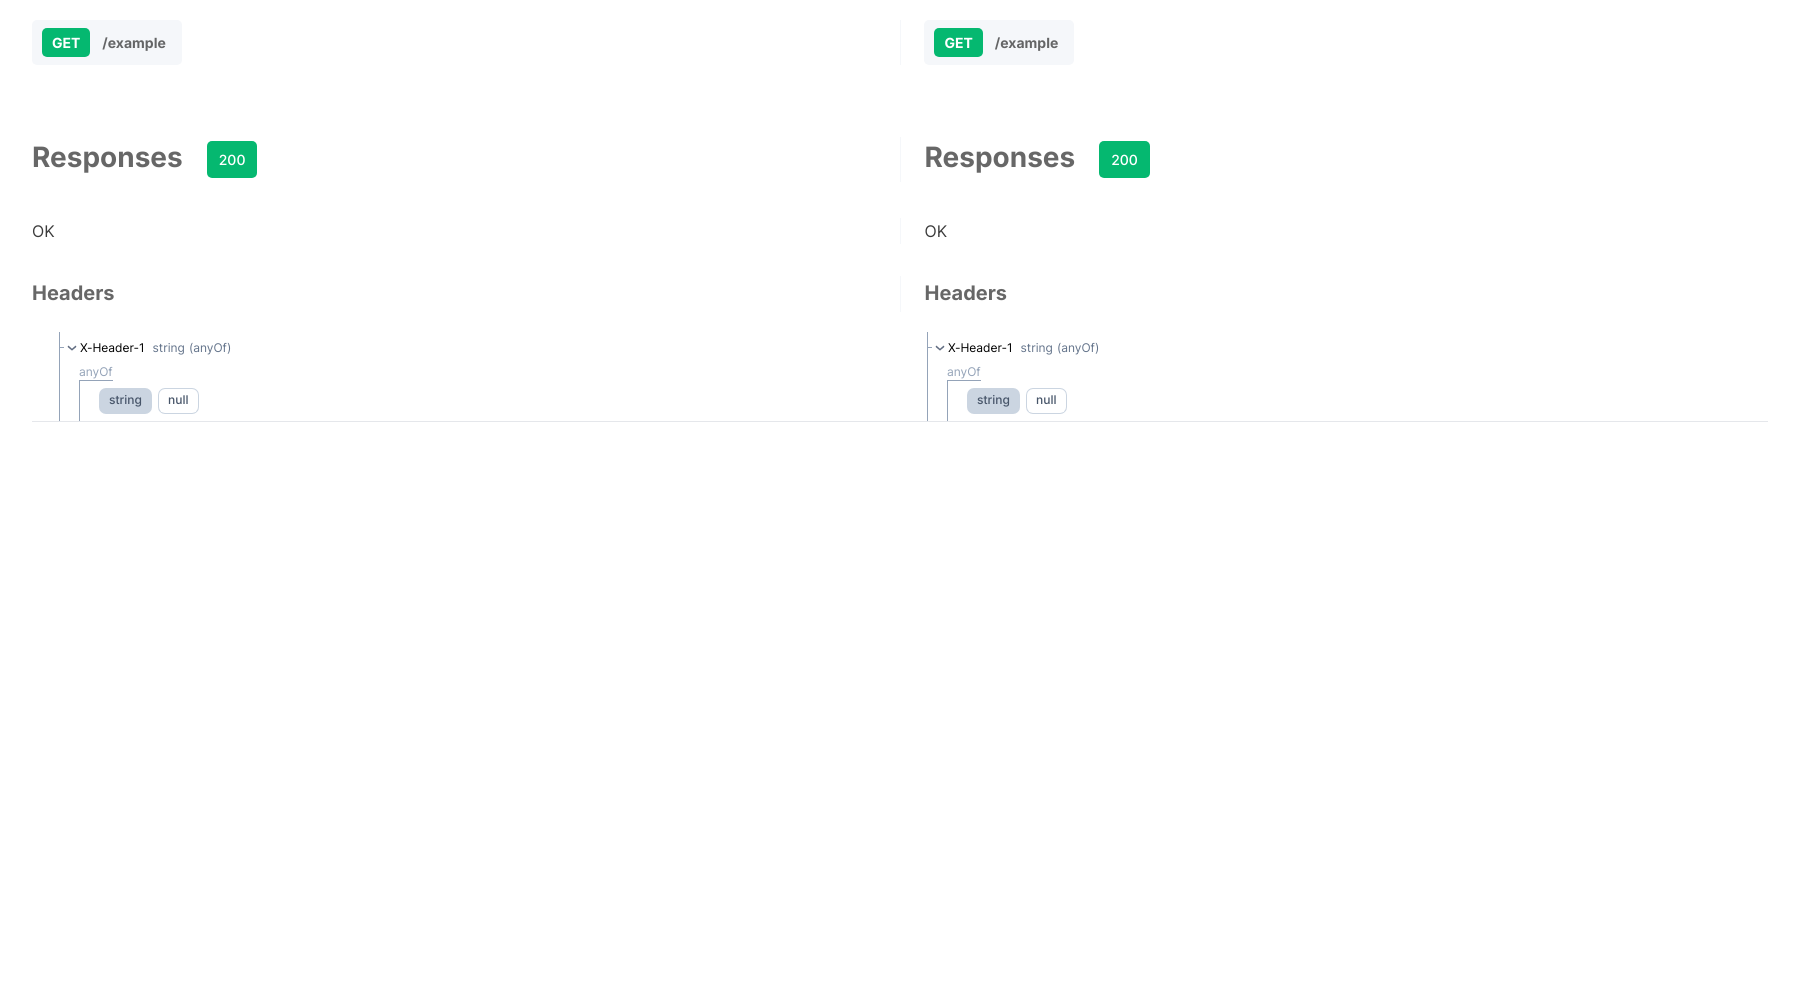 GET /example GET /example
Responses 200 Responses 200
OK OK
Headers Headers
X-Header-1 string (anyOf) X-Header-1 string (anyOf)
anyOf anyOf
string null string null